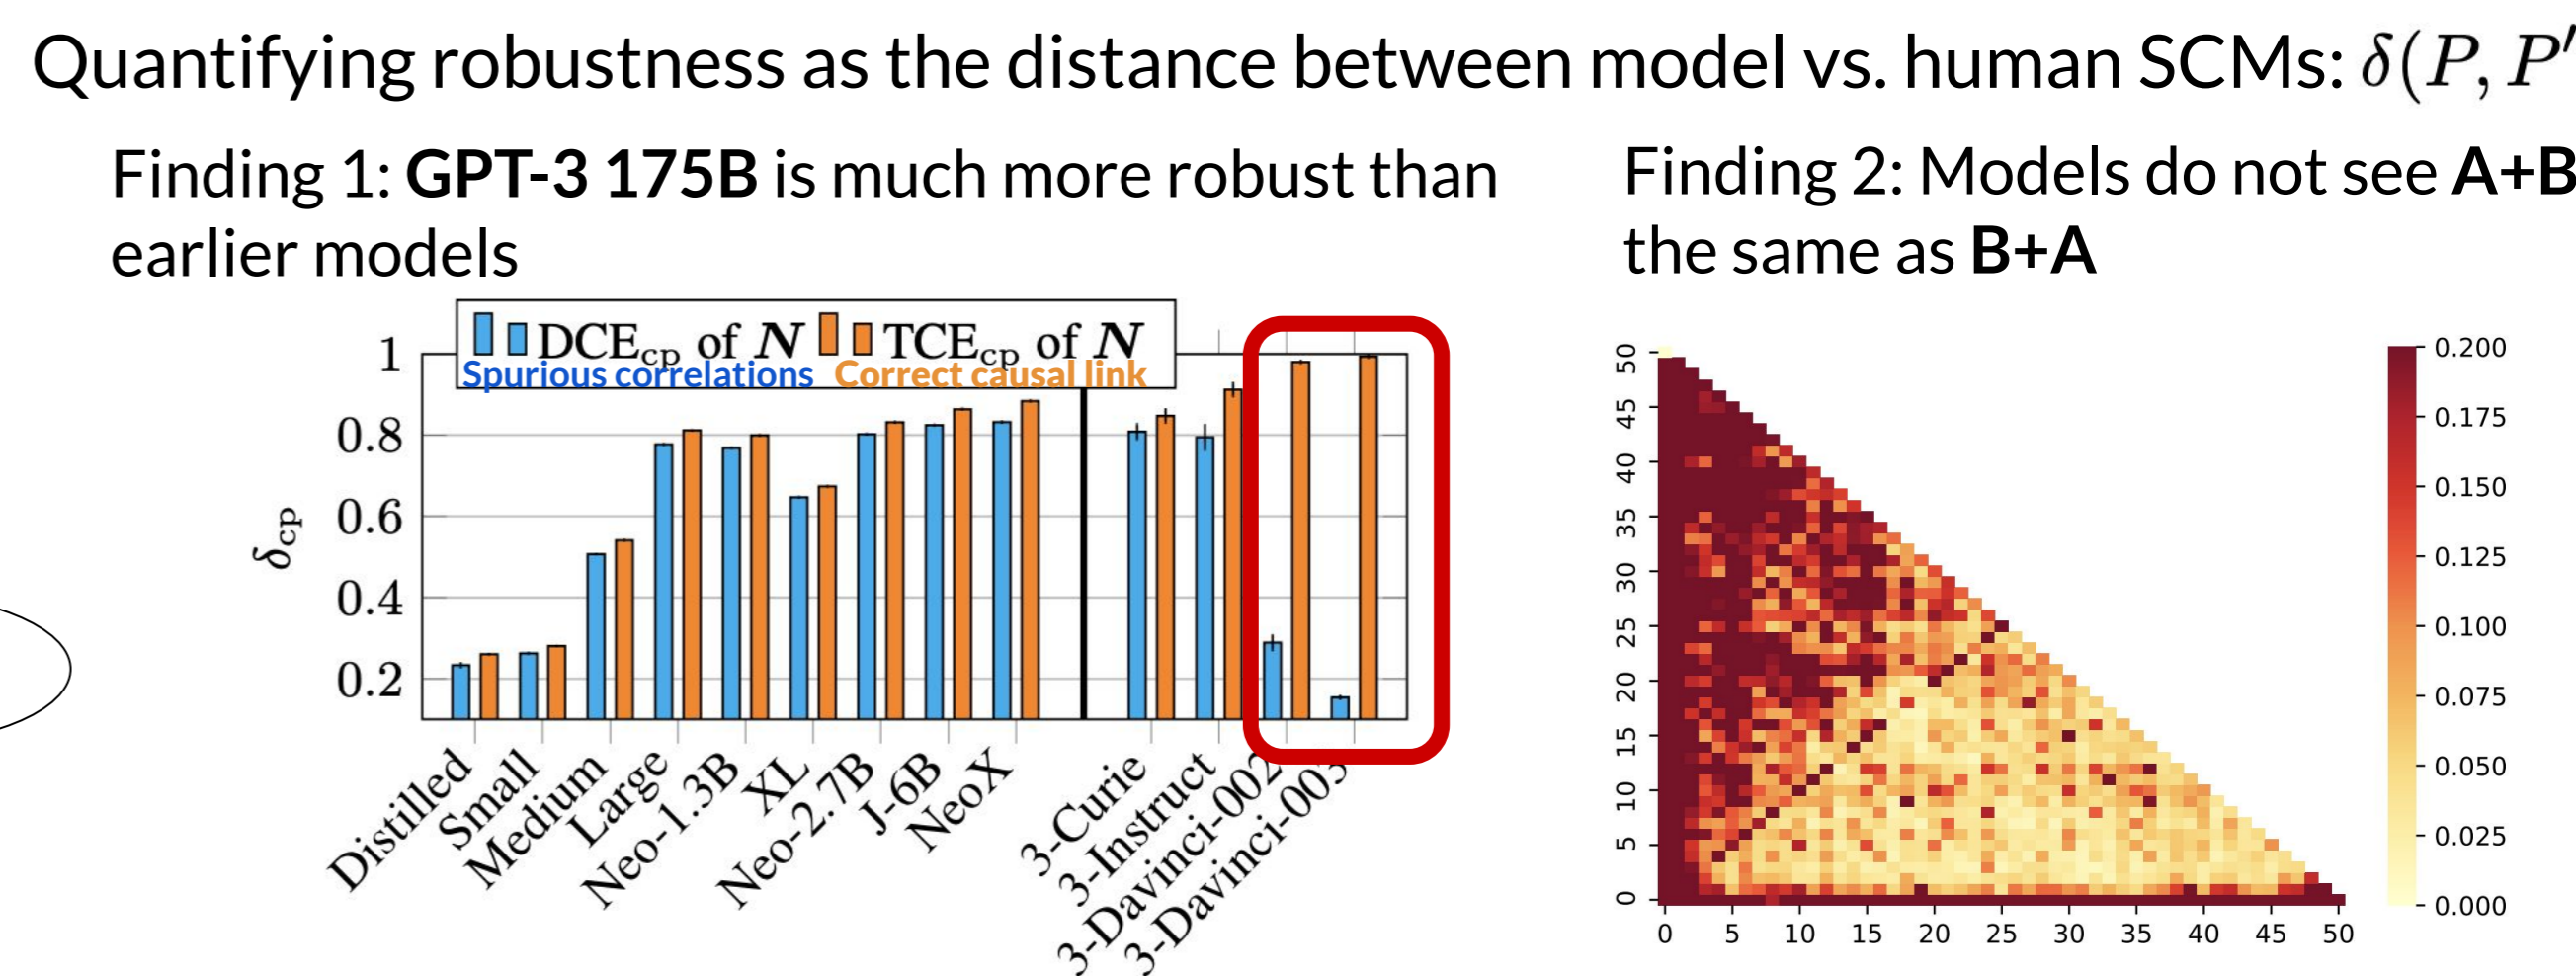 Quantifying robustness as the distance between model vs. human SCMs: δ(P, P′
Finding 1: GPT-3 175B is much more robust than
earlier models
Finding 2: Models do not see A+B
the same as B+A
DCEcp of N TCEcp of N
Spurious correlations Correct causal link
δcp
1
0.8
0.6
0.4
0.2
Distilled
Small
Medium
Large
Neo-1.3B
XL
Neo-2.7B
J-6B
NeoX
3-Curie
3-Instruct
3-Davinci-002
3-Davinci-003
50
45
40
35
30
25
20
15
10
5
0
0 5 10 15 20 25 30 35 40 45 50
0.200
0.175
0.150
0.125
0.100
0.075
0.050
0.025
0.000